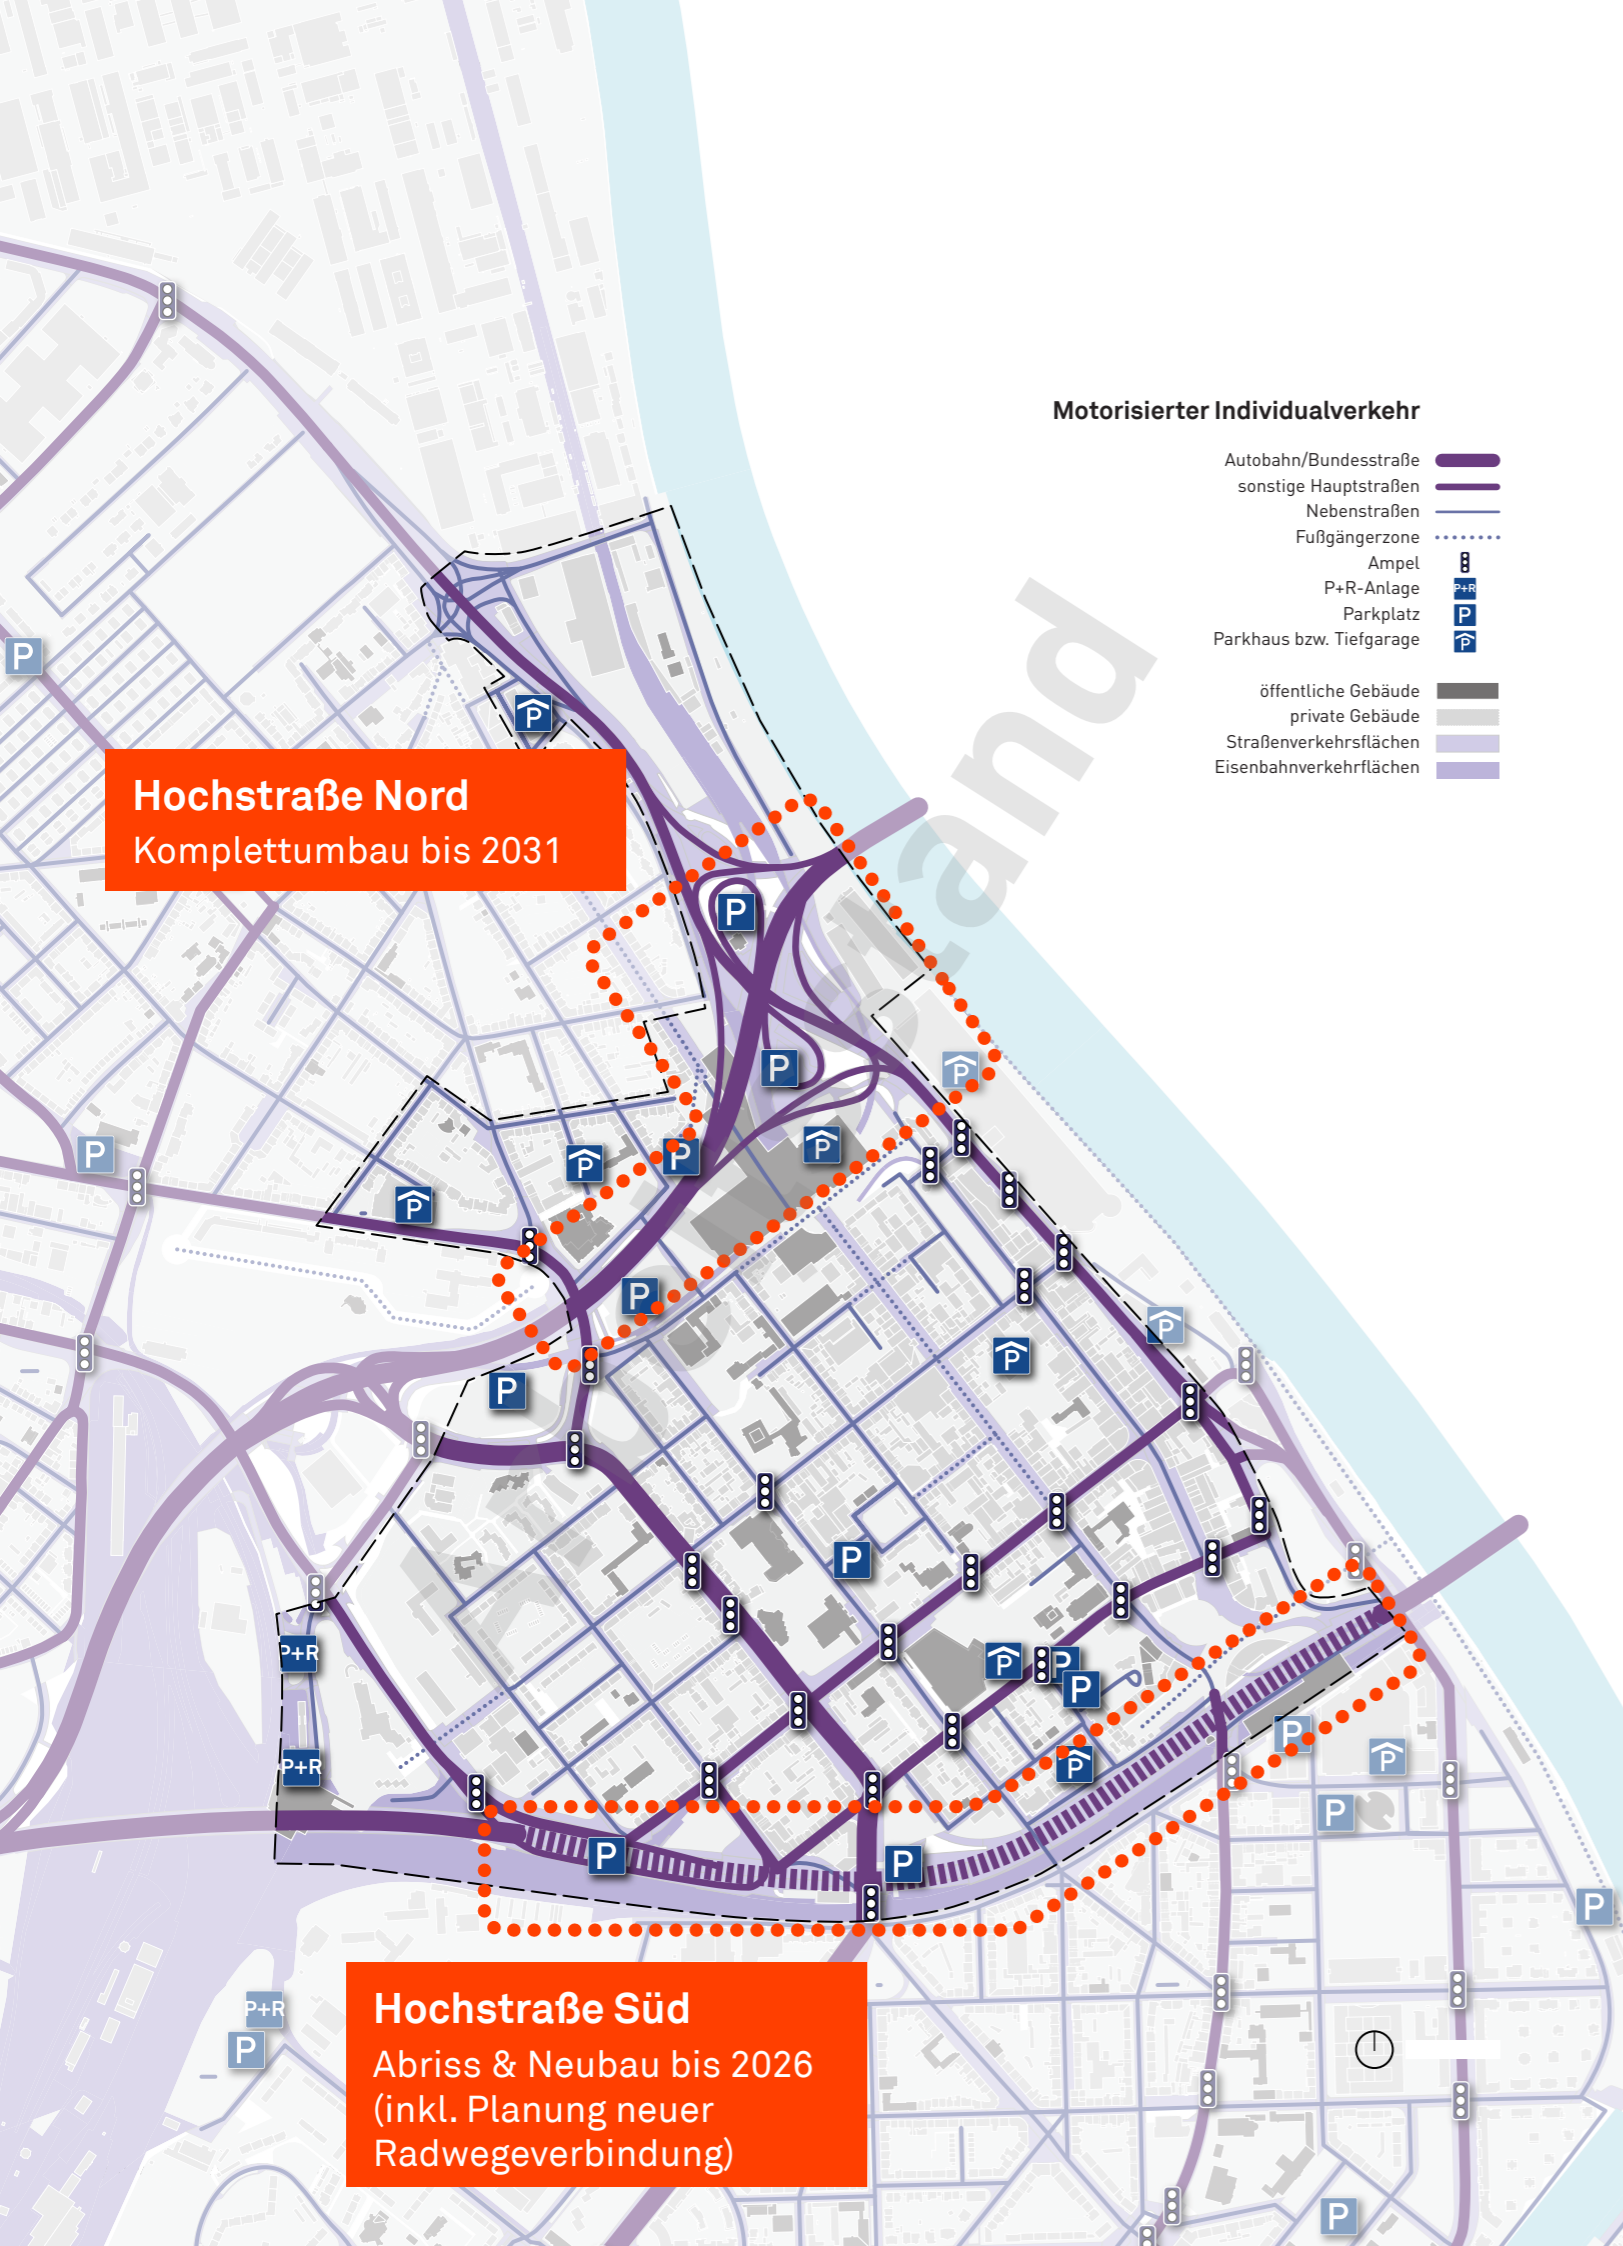 Motorisierter Individualverkehr
Autobahn/Bundesstraße
sonstige Hauptstraßen
Nebenstraßen
Fußgängerzone
Ampel
P+R-Anlage
P+R
Parkplatz
P
Parkhaus bzw. Tiefgarage
P
öffentliche Gebäude
private Gebäude
Straßenverkehrsflächen
Eisenbahnverkehrflächen
P
P
Hochstraße Nord
Komplettumbau bis 2031
P
P
P
P
P
P
P
P
P
P
P
P
P
P
P+R
P
P
P
P
P
P+R
P
P
P
P
P
P+R
P
Hochstraße Süd
Abriss & Neubau bis 2026
(inkl. Planung neuer
Radwegeverbindung)
P